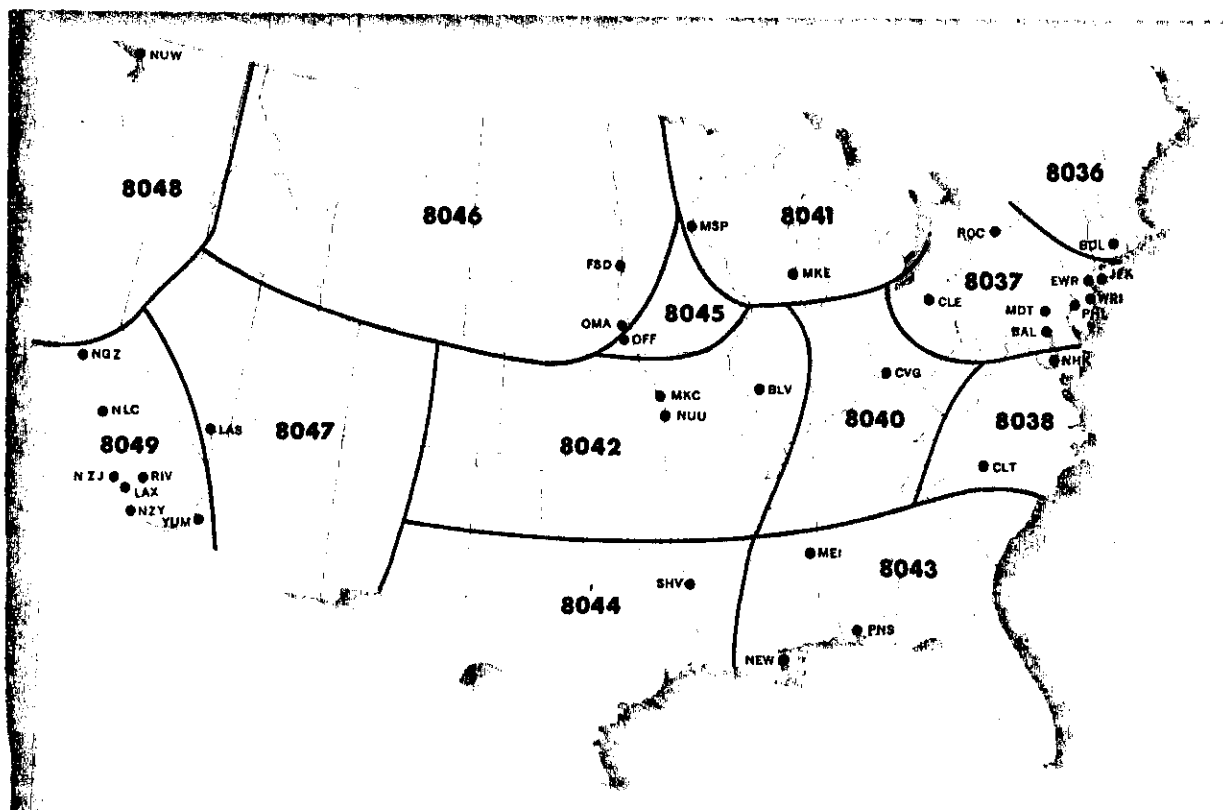 NUW
8048
8046
8041
8036
MSP
ROC
BDL
FSD
MKE
8037
EWR
JFK
CLE
WRI
8045
MDT
PHL
OMA
BAL
OFF
NQZ
NHK
CVG
MKC
BLV
NLC
NUU
8040
8038
LAS
8047
8049
8042
NZJ
RIV
CLT
LAX
NZY
YUM
MEI
8043
SHV
8044
PNS
NEW